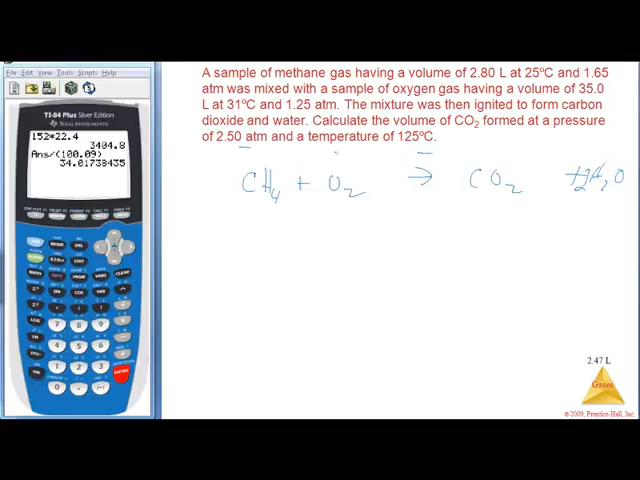 A sample of methane gas having a volume of 2.80 L at 25ºC and 1.65
atm was mixed with a sample of oxygen gas having a volume of 35.0
L at 31ºC and 1.25 atm. The mixture was then ignited to form carbon
dioxide and water. Calculate the volume of CO₂ formed at a pressure
of 2.50 atm and a temperature of 125ºC.
File Edit View Tools Scripts Help
TI-84 Plus Silver Edition
TEXAS INSTRUMENTS
152*22.4
3404.8
Ans/(100.09)
34.01738435
CH₄ + O₂ → CO₂ +2H₂O
2.47 L
Gases
© 2009, Prentice-Hall, Inc.